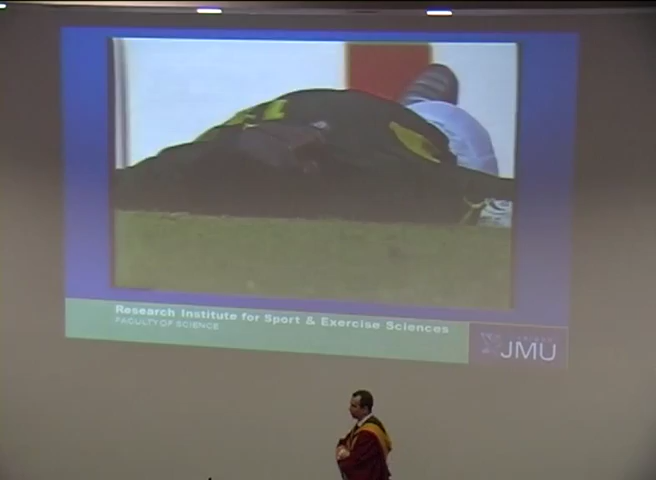 Research Institute for Sport & Exercise Sciences
FACULTY OF SCIENCE
JMU